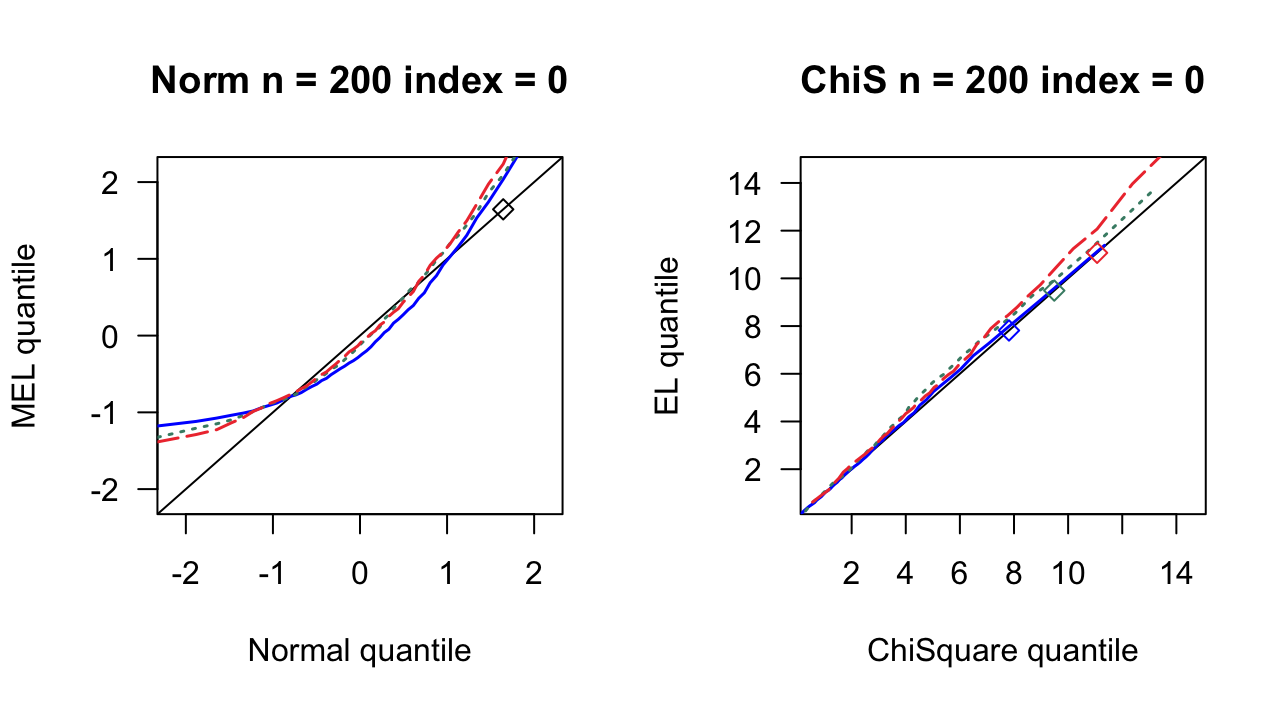 Norm n = 200 index = 0
MEL quantile
2
1
0
-1
-2
-2 -1 0 1 2
Normal quantile
ChiS n = 200 index = 0
EL quantile
14
12
10
8
6
4
2
2 4 6 8 10 14
ChiSquare quantile